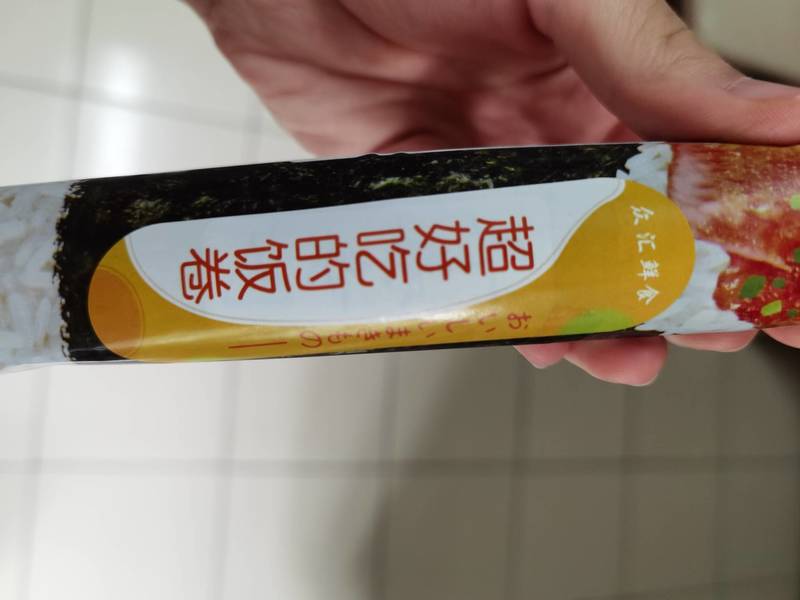 众汇鲜食
超好吃的饭卷
おいしいまきもの